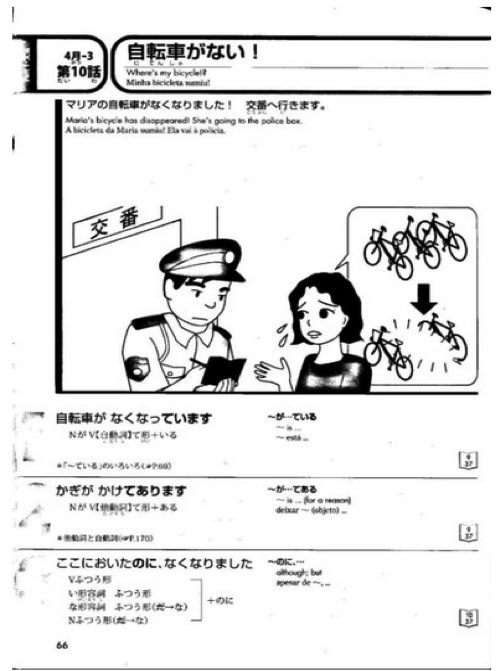 4月-3
第10話
だい わ
自転車がない！
じてんしゃ
Where's my bicycle!?
Minha bicicleta sumiu!
マリアの自転車がなくなりました！ 交番へ行きます。
Maria's bicycle has disappeared! She's going to the police box.
A bicicleta da Maria sumiu! Ela vai à polícia.
交番
自転車が なくなっています
Nが V【自動詞】て形＋いる
＊「～ている」のいろいろ(☞P.69)
～が…ている
～ is ...
～ está ...
9
37
かぎが かけてあります
Nが V【他動詞】て形＋ある
＊他動詞と自動詞(☞P.170)
～が…てある
～ is ... (for a reason)
deixar ～ (objeto) ...
9
37
ここにおいたのに、なくなりました
Vふつう形
い形容詞 ふつう形
な形容詞 ふつう形(だ→な)
Nふつう形(だ→な)
＋のに
～のに、…
although; but
apesar de ～, ...
10
37
66